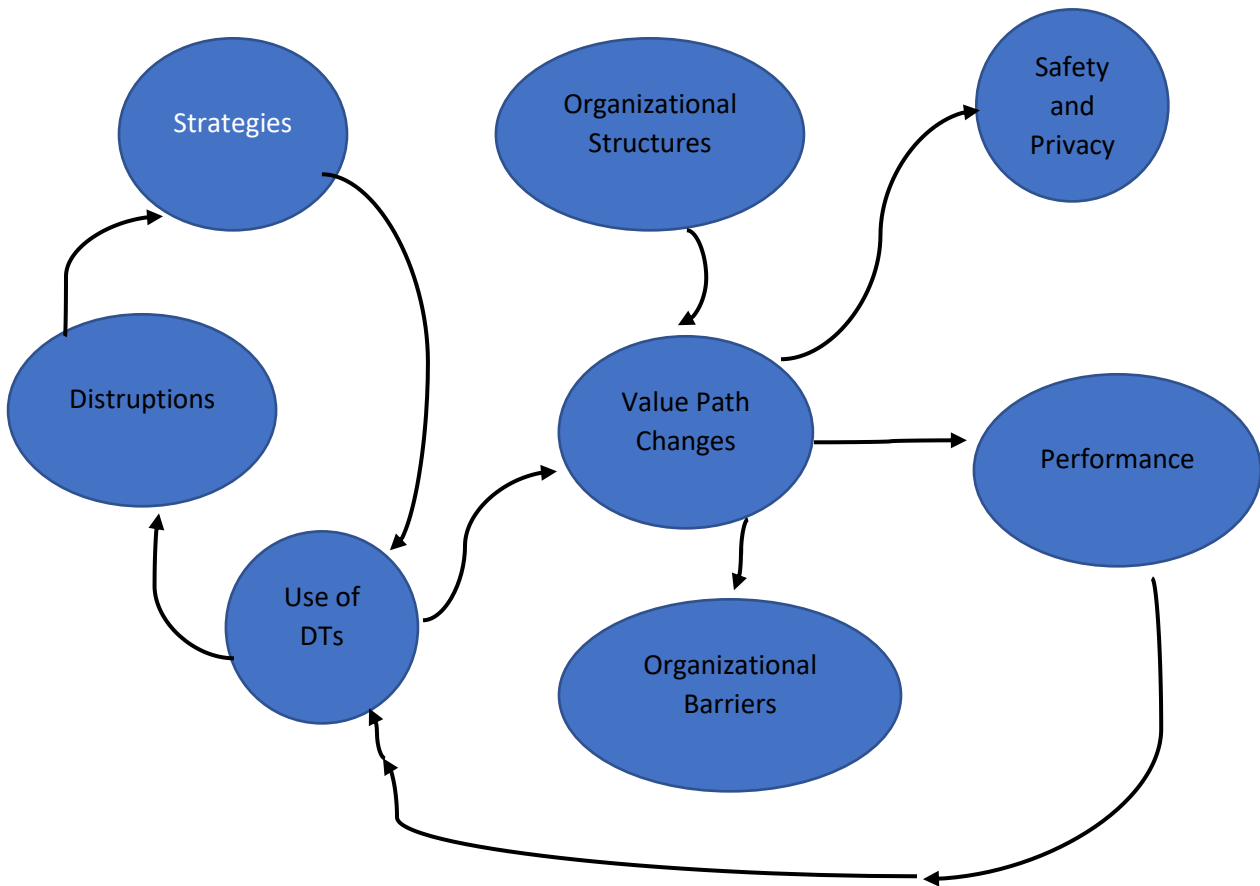 Strategies
Organizational
Structures
Safety
and
Privacy
Distruptions
Value Path
Changes
Performance
Use of
DTs
Organizational
Barriers